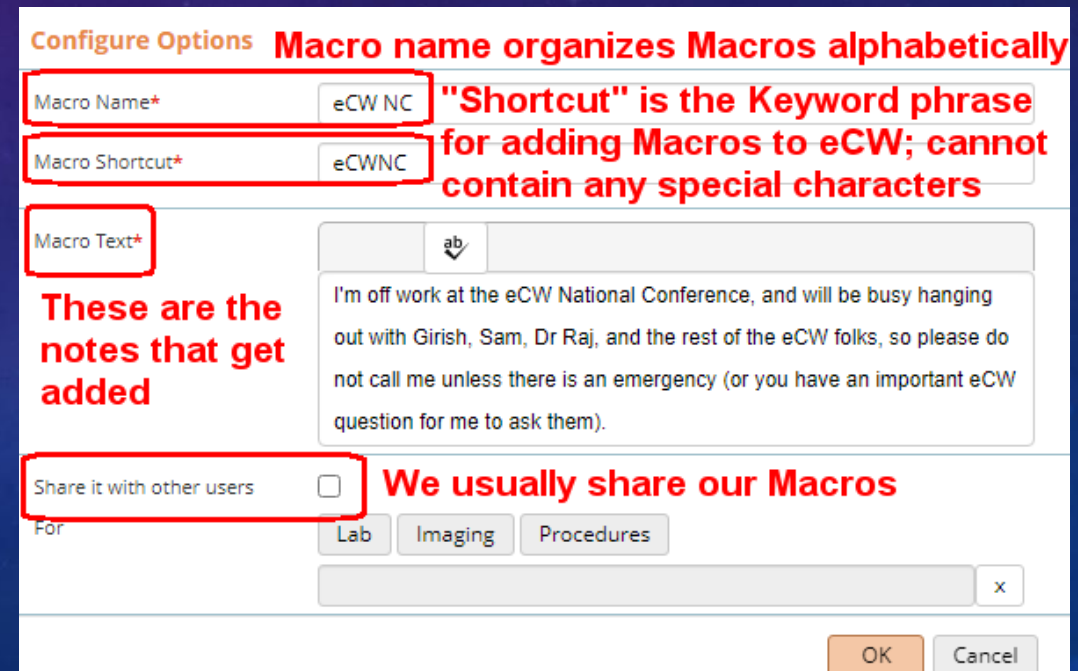 Configure Options Macro name organizes Macros alphabetically
Macro Name* eCW NC "Shortcut" is the Keyword phrase
for adding Macros to eCW; cannot
Macro Shortcut* eCWNC
contain any special characters
Macro Text* ab
I'm off work at the eCW National Conference, and will be busy hanging
out with Girish, Sam, Dr Raj, and the rest of the eCW folks, so please do
not call me unless there is an emergency (or you have an important eCW
question for me to ask them).
These are the
notes that get
added
Share it with other users We usually share our Macros
For Lab Imaging Procedures
x
OK Cancel